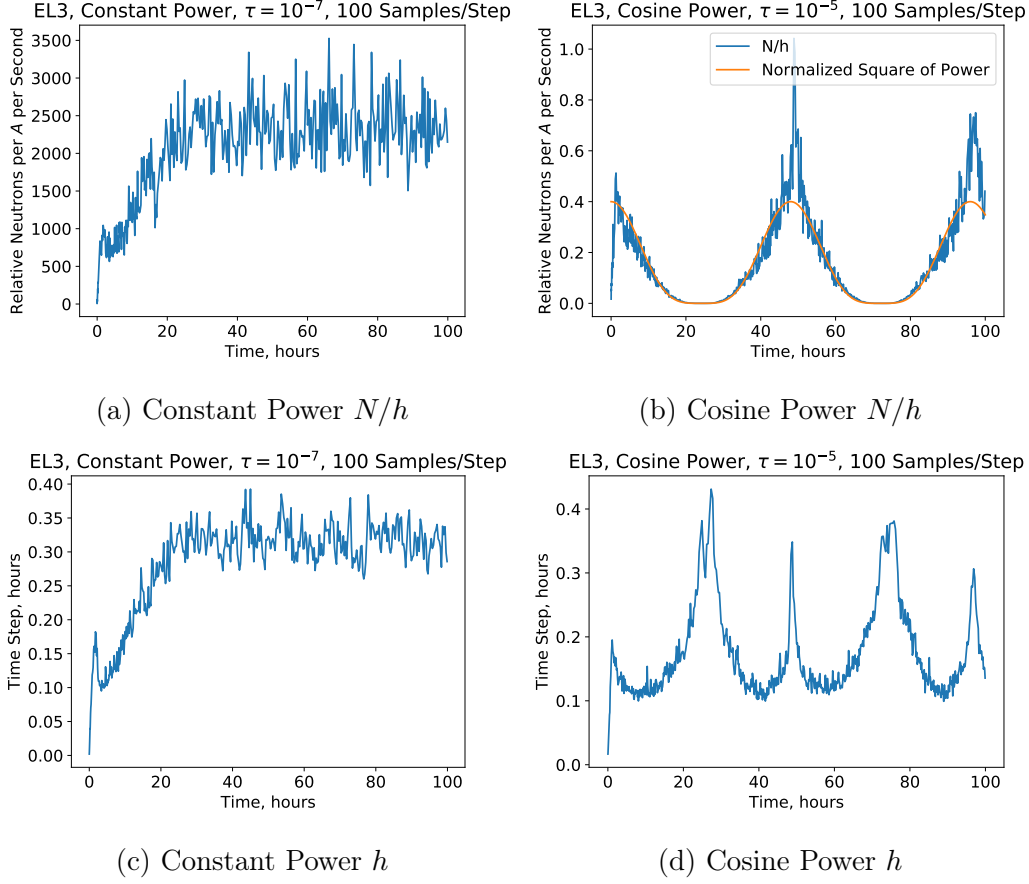 EL3, Constant Power, τ = 10⁻⁷, 100 Samples/Step
Relative Neutrons per A per Second
3500
3000
2500
2000
1500
1000
500
0
0 20 40 60 80 100
Time, hours
(a) Constant Power N/h
EL3, Cosine Power, τ = 10⁻⁵, 100 Samples/Step
Relative Neutrons per A per Second
N/h
Normalized Square of Power
1.0
0.8
0.6
0.4
0.2
0.0
0 20 40 60 80 100
Time, hours
(b) Cosine Power N/h
EL3, Constant Power, τ = 10⁻⁷, 100 Samples/Step
Time Step, hours
0.40
0.35
0.30
0.25
0.20
0.15
0.10
0.05
0.00
0 20 40 60 80 100
Time, hours
(c) Constant Power h
EL3, Cosine Power, τ = 10⁻⁵, 100 Samples/Step
Time Step, hours
0.4
0.3
0.2
0.1
0.0
0 20 40 60 80 100
Time, hours
(d) Cosine Power h